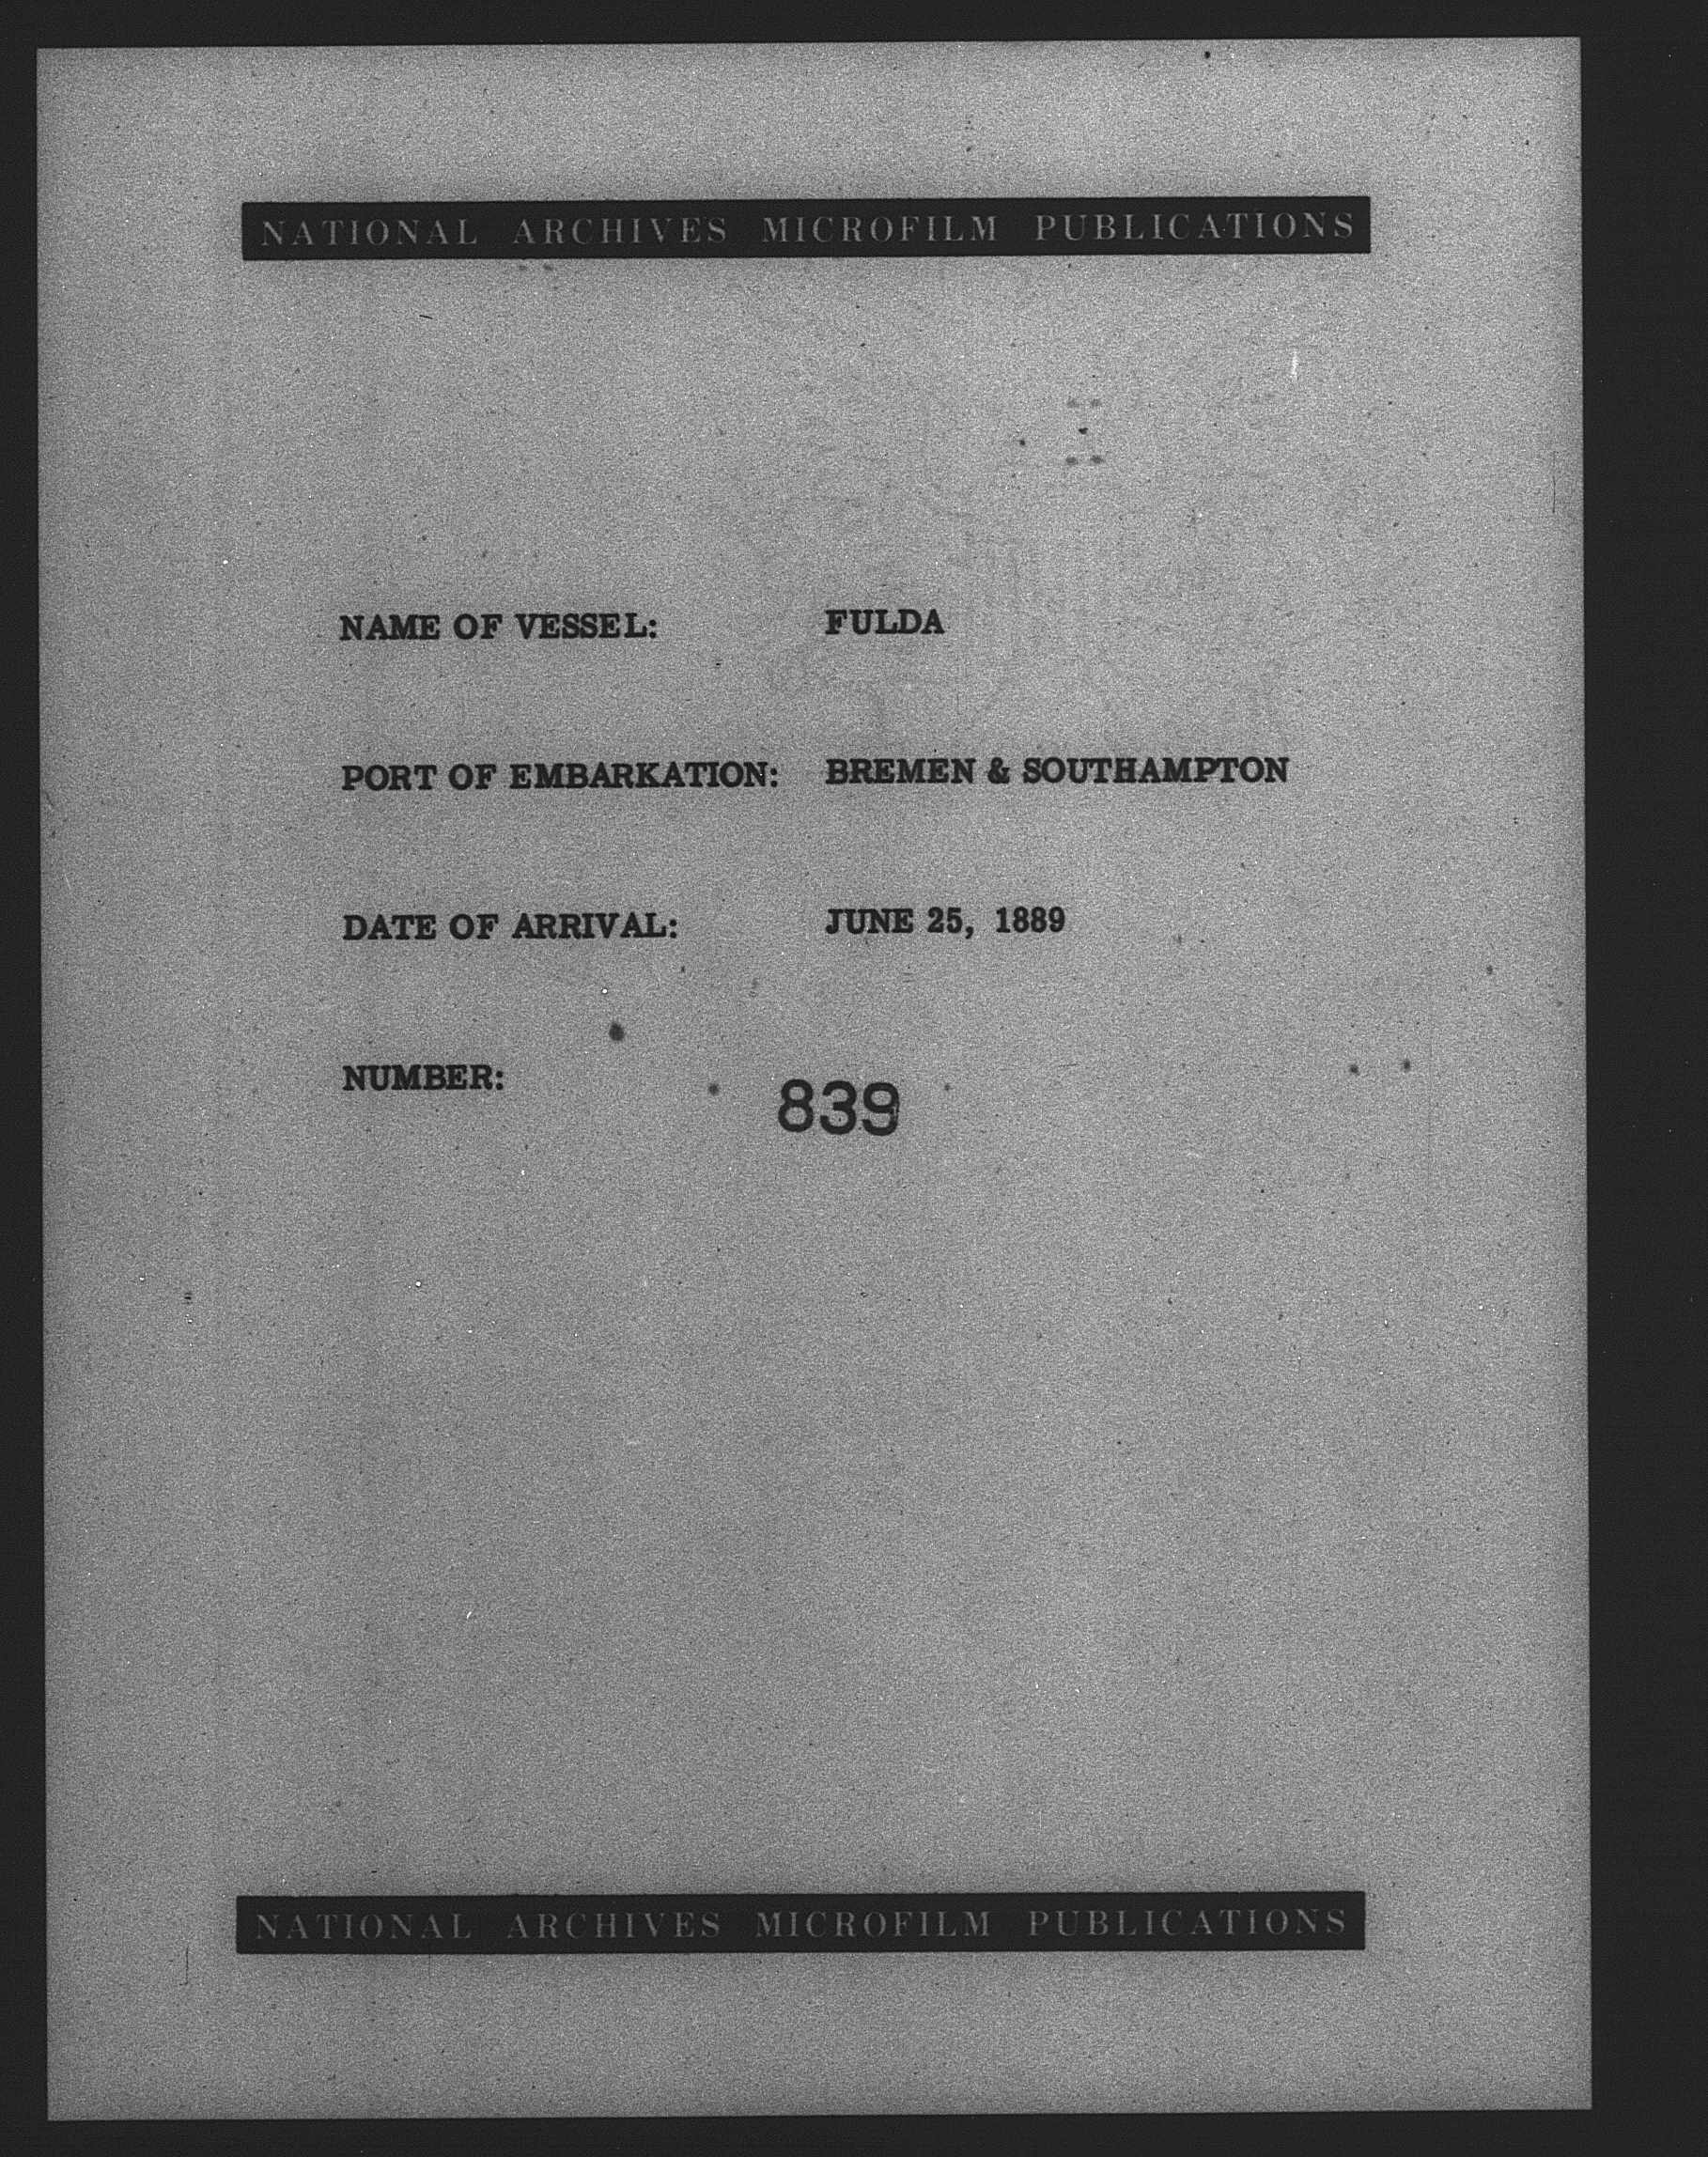 NATIONAL ARCHIVES MICROFILM PUBLICATIONS
NAME OF VESSEL: FULDA
PORT OF EMBARKATION: BREMEN & SOUTHAMPTON
DATE OF ARRIVAL: JUNE 25, 1889
NUMBER: 839
NATIONAL ARCHIVES MICROFILM PUBLICATIONS